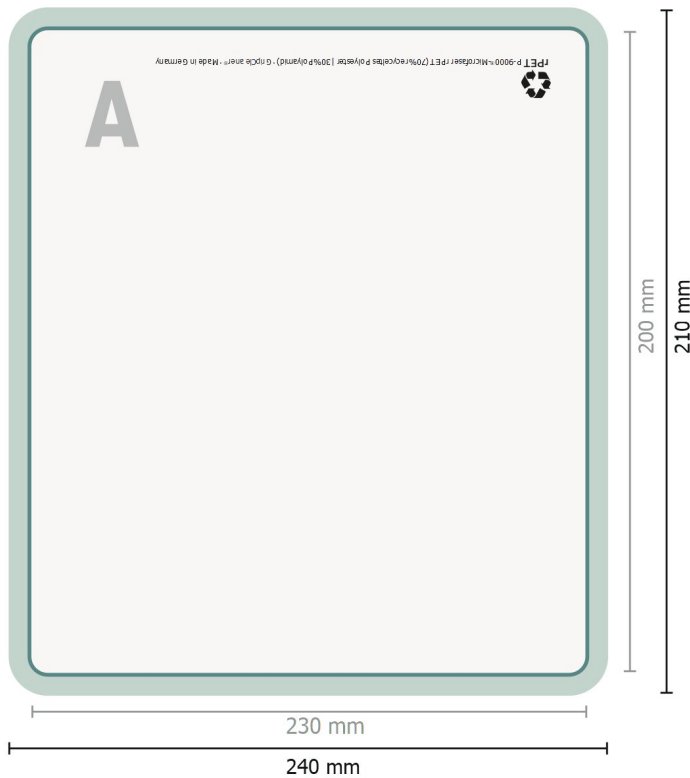 rPET P-9000 • Microfaser rPET (70% recyceltes Polyester | 30% Polyamid) • GripCleaner® • Made in Germany
A
200 mm
210 mm
230 mm
240 mm